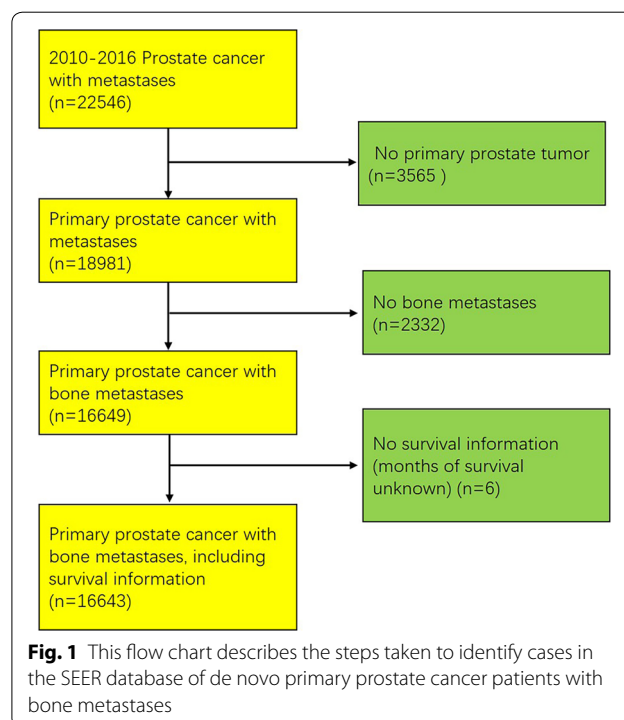 2010-2016 Prostate cancer
with metastases
(n=22546)
No primary prostate tumor
(n=3565 )
Primary prostate cancer with
metastases
(n=18981)
No bone metastases
(n=2332)
Primary prostate cancer with
bone metastases
(n=16649)
No survival information
(months of survival
unknown) (n=6)
Primary prostate cancer with
bone metastases, including
survival information
(n=16643)
Fig. 1 This flow chart describes the steps taken to identify cases in
the SEER database of de novo primary prostate cancer patients with
bone metastases